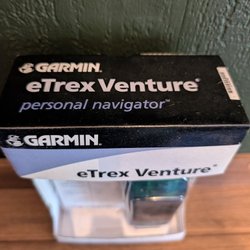 GARMIN
eTrex Venture®
personal navigator™
GARMIN
eTrex Venture®